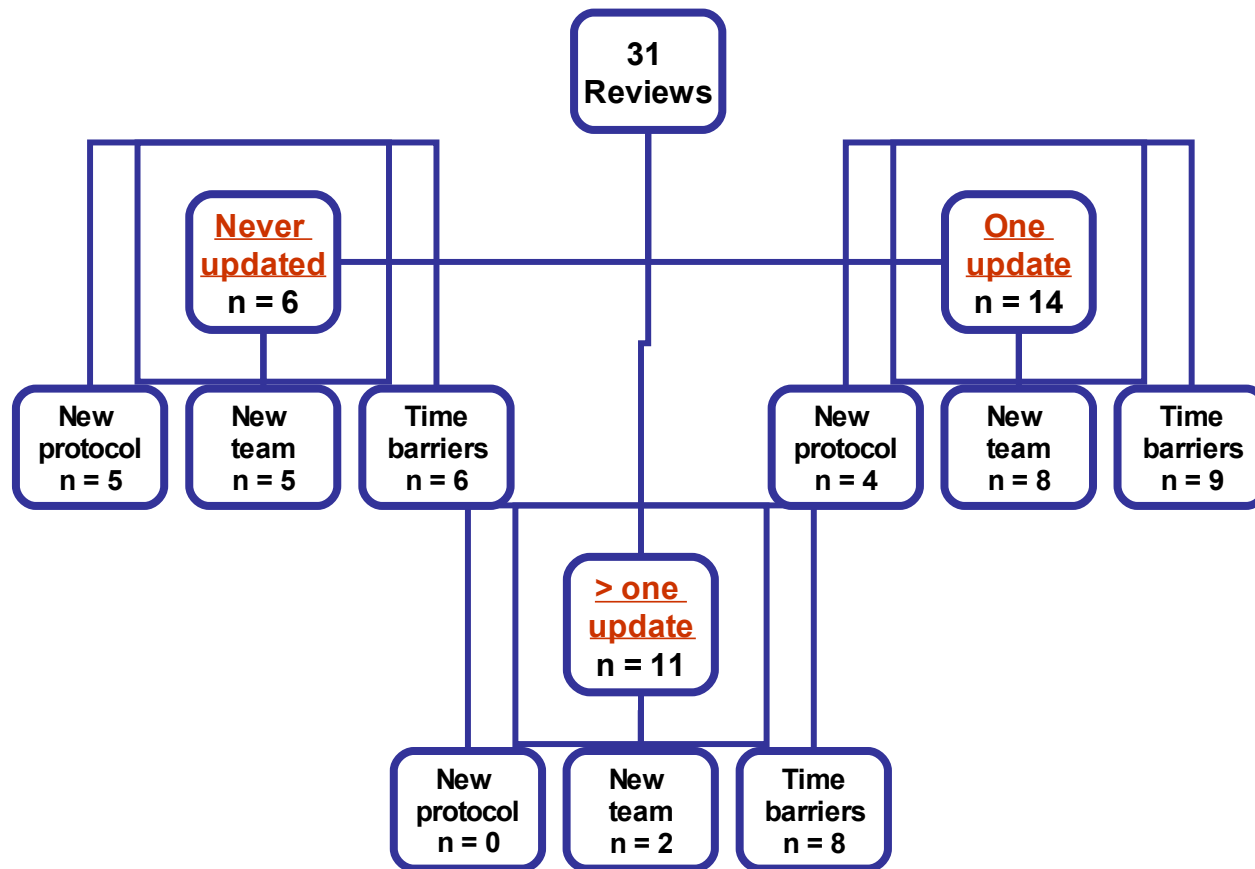 31
Reviews
Never
updated
n = 6
One
update
n = 14
New
protocol
n = 5
New
team
n = 5
Time
barriers
n = 6
New
protocol
n = 4
New
team
n = 8
Time
barriers
n = 9
> one
update
n = 11
New
protocol
n = 0
New
team
n = 2
Time
barriers
n = 8